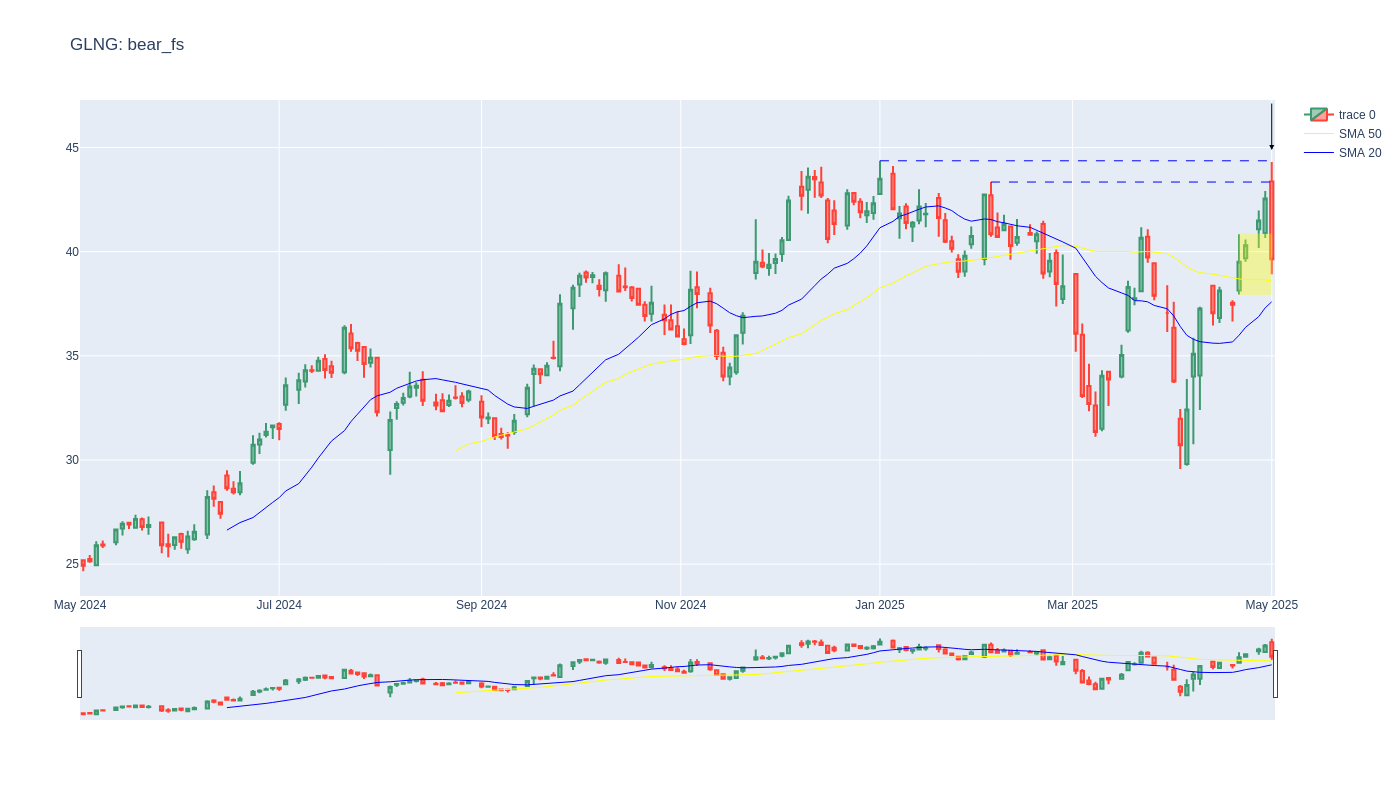 GLNG: bear_fs
trace 0
SMA 50
SMA 20
45
40
35
30
25
May 2024
Jul 2024
Sep 2024
Nov 2024
Jan 2025
Mar 2025
May 2025